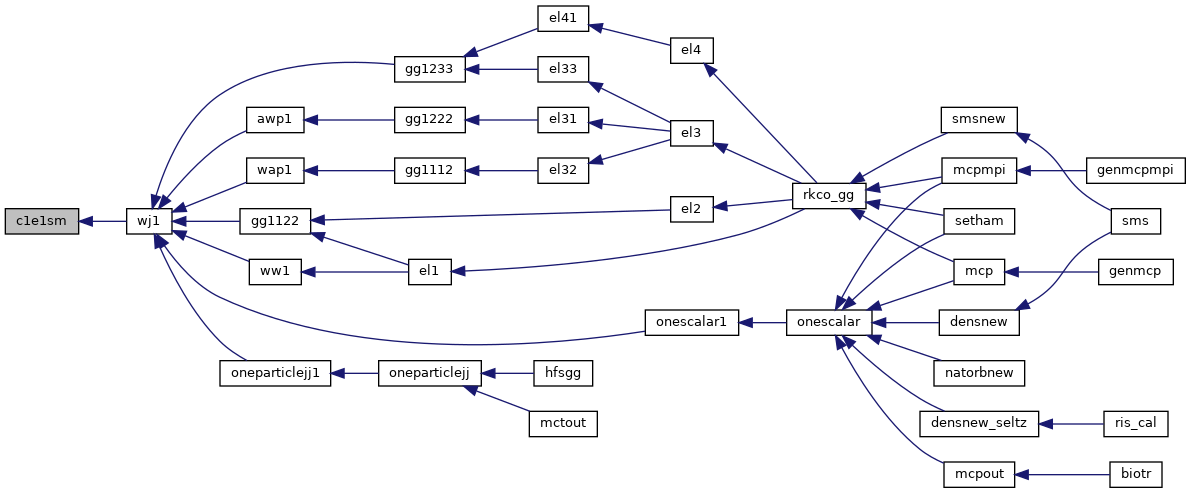 c1e1sm
wj1
gg1233
awp1
wap1
gg1122
ww1
oneparticlejj1
gg1222
gg1112
el1
oneparticlejj
el41
el33
el31
el32
hfsgg
mctout
el4
el3
el2
onescalar1
rkco_gg
onescalar
smsnew
mcpmpi
setham
mcp
densnew
natorbnew
densnew_seltz
mcpout
genmcpmpi
sms
genmcp
ris_cal
biotr